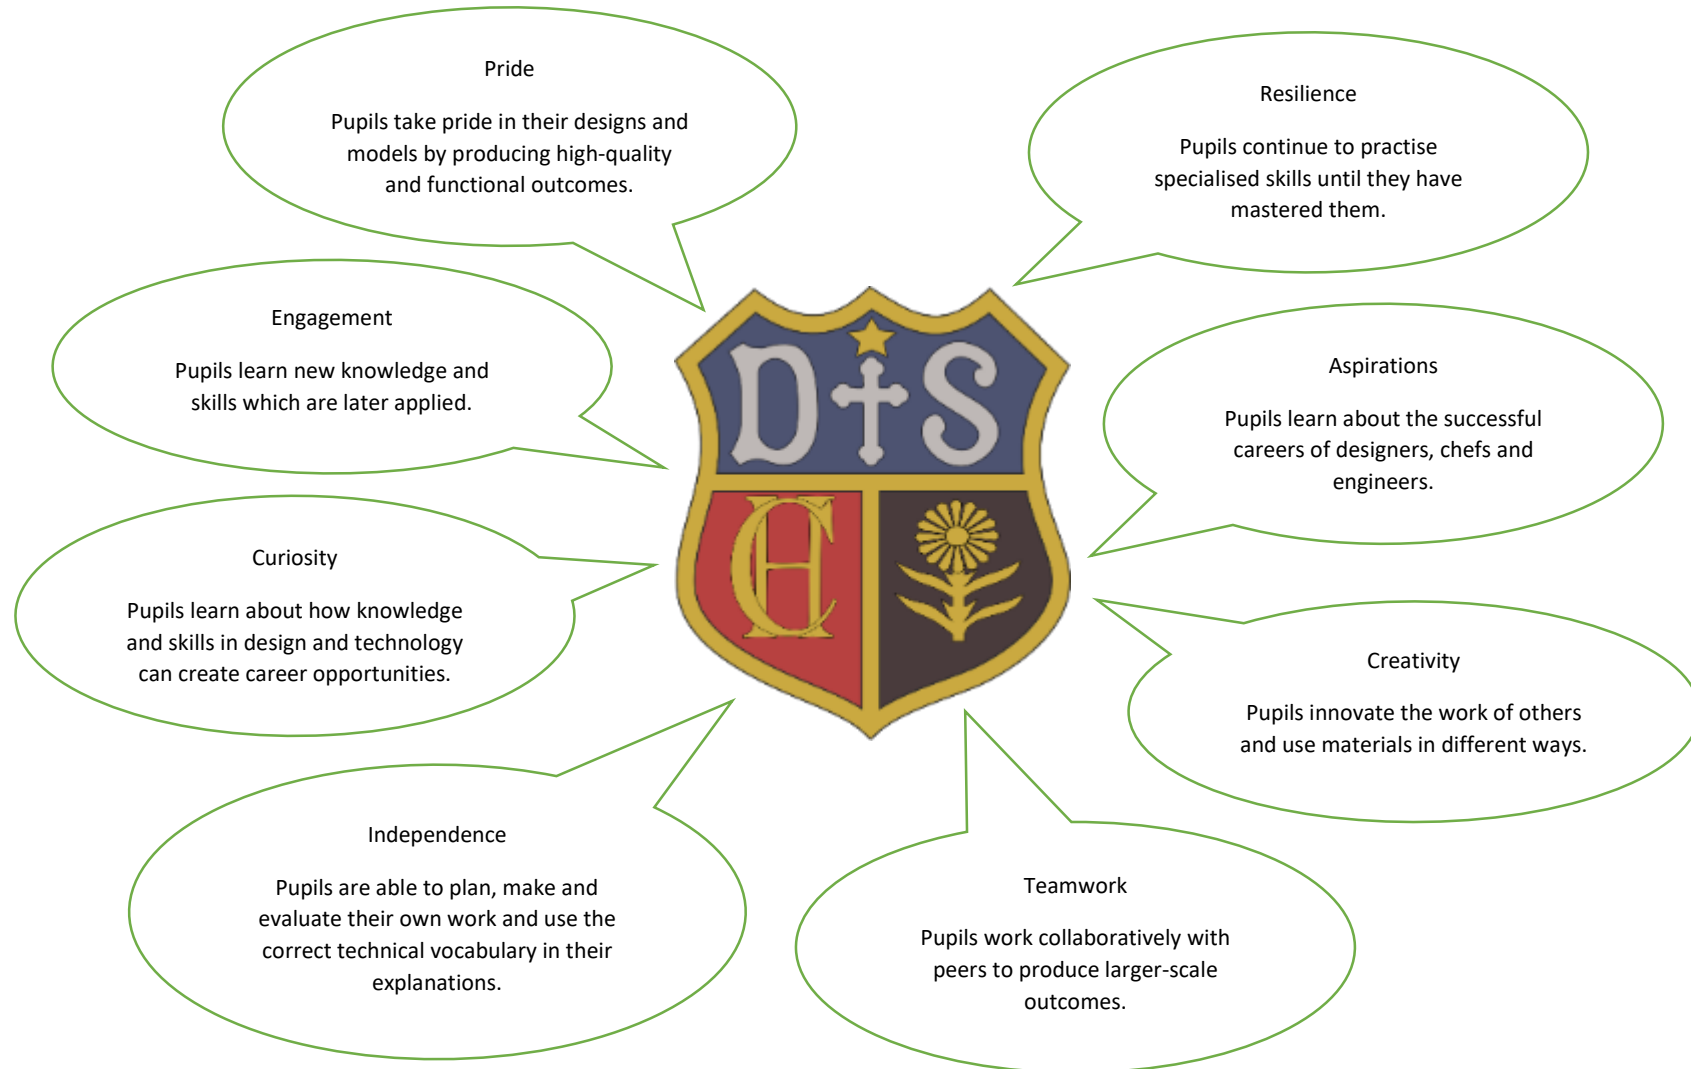 Pride
Pupils take pride in their designs and
models by producing high-quality
and functional outcomes.
Resilience
Pupils continue to practise
specialised skills until they have
mastered them.
Engagement
Pupils learn new knowledge and
skills which are later applied.
Aspirations
Pupils learn about the successful
careers of designers, chefs and
engineers.
D S
CH
Curiosity
Pupils learn about how knowledge
and skills in design and technology
can create career opportunities.
Creativity
Pupils innovate the work of others
and use materials in different ways.
Independence
Pupils are able to plan, make and
evaluate their own work and use the
correct technical vocabulary in their
explanations.
Teamwork
Pupils work collaboratively with
peers to produce larger-scale
outcomes.